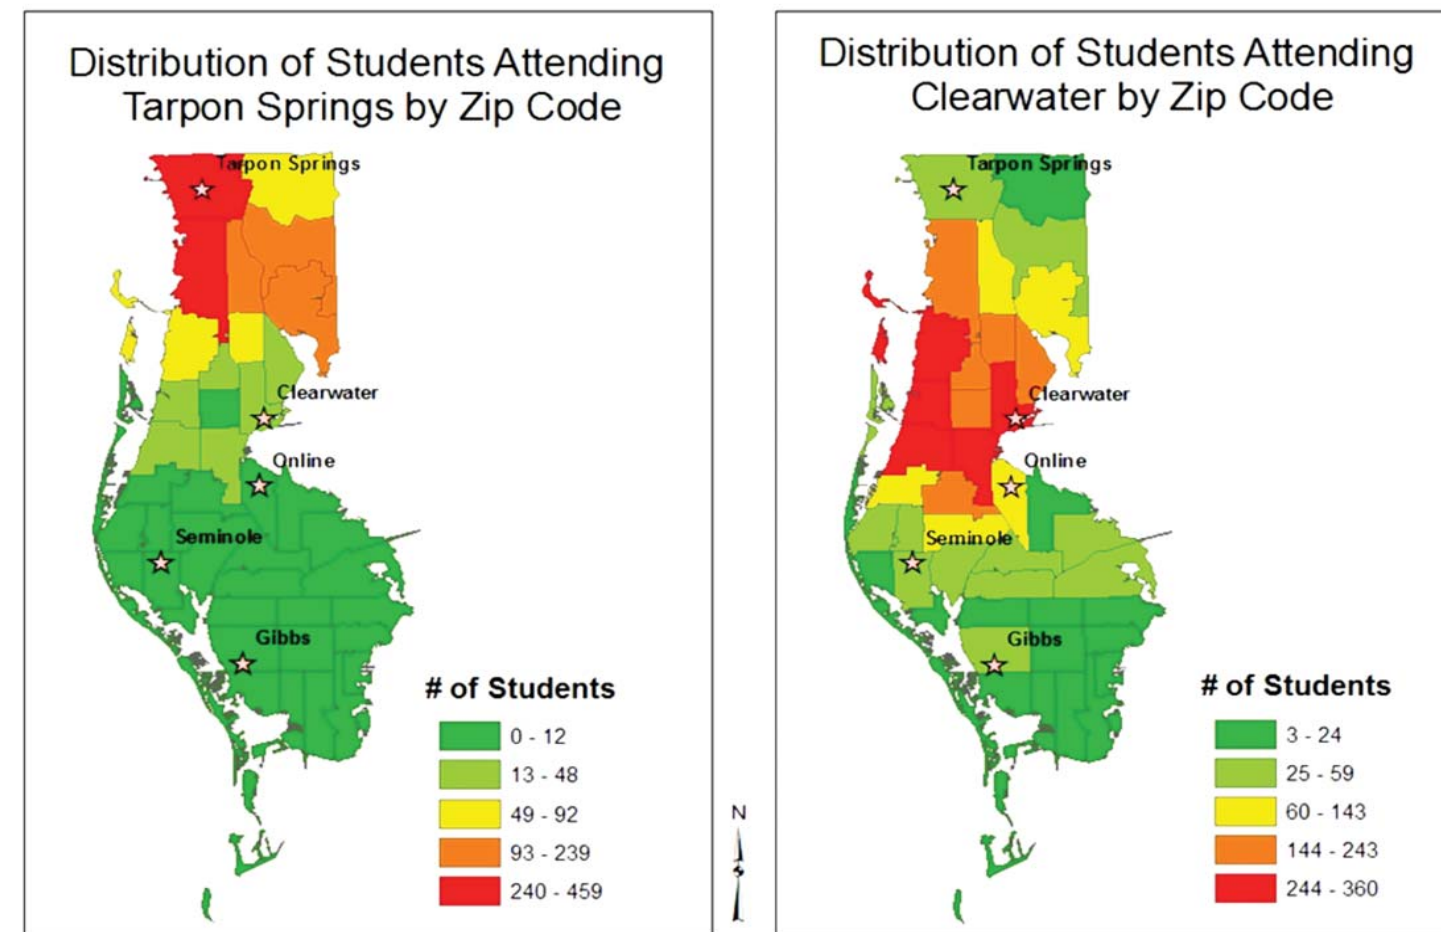 Distribution of Students Attending
Tarpon Springs by Zip Code
Tarpon Springs
Clearwater
Online
Seminole
Gibbs
# of Students
0 - 12
13 - 48
49 - 92
93 - 239
240 - 459
N
Distribution of Students Attending
Clearwater by Zip Code
Tarpon Springs
Clearwater
Online
Seminole
Gibbs
# of Students
3 - 24
25 - 59
60 - 143
144 - 243
244 - 360